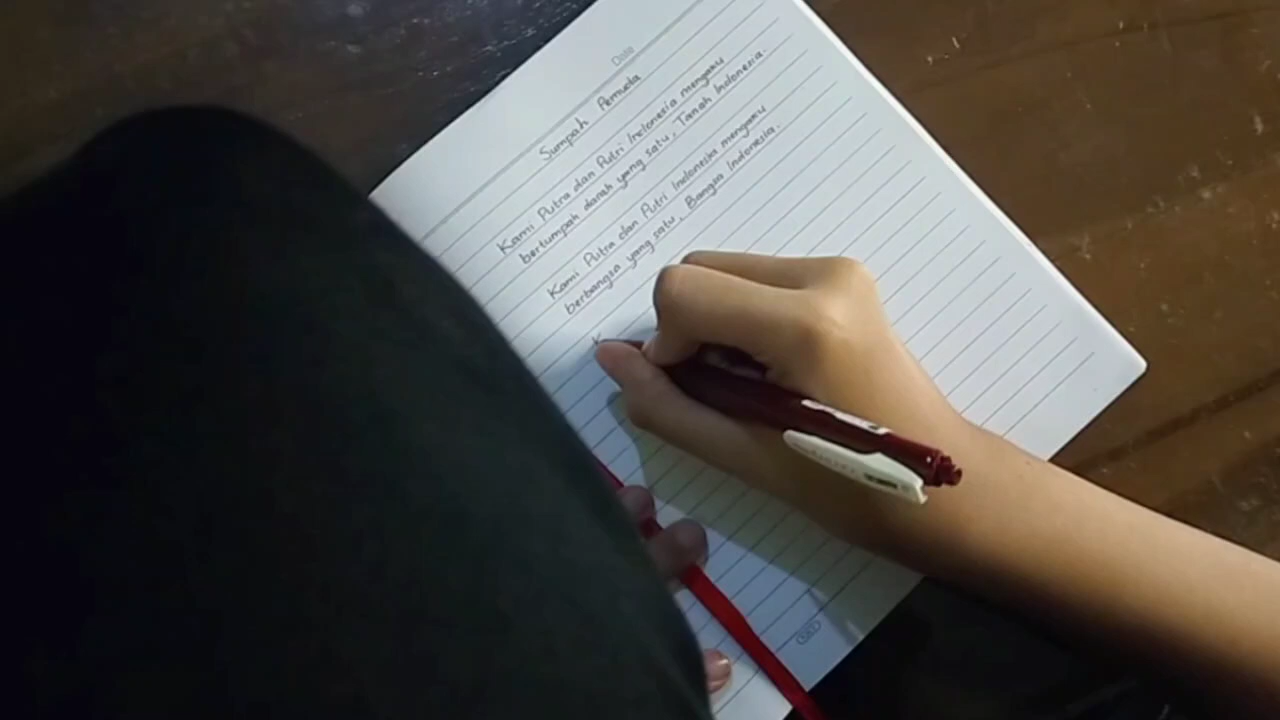 Date
Sumpah Pemuda
Kami Putra dan Putri Indonesia mengaku
bertumpah darah yang satu, Tanah Indonesia.
Kami Putra dan Putri Indonesia mengaku
berbangsa yang satu, Bangsa Indonesia.
K